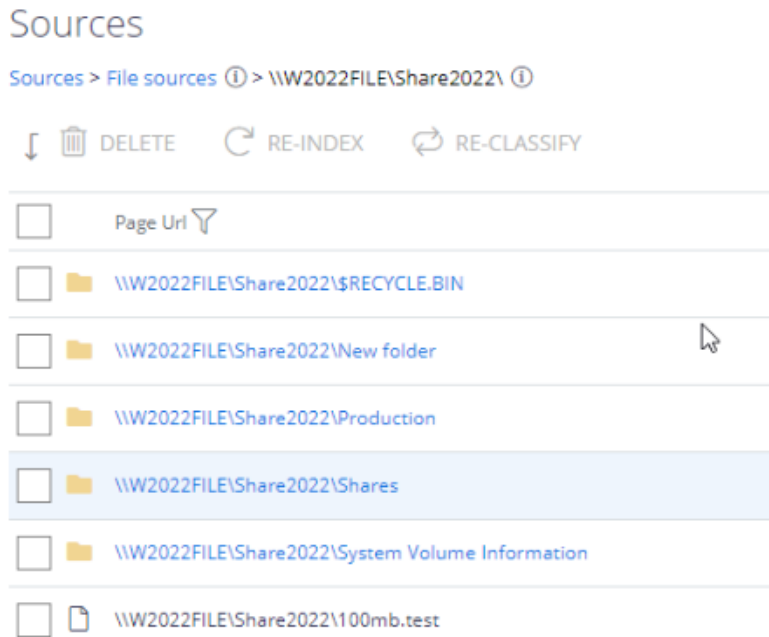 Sources
Sources > File sources ⓘ > \\W2022FILE\Share2022\ ⓘ
DELETE RE-INDEX RE-CLASSIFY
Page Url
\\W2022FILE\Share2022\$RECYCLE.BIN
\\W2022FILE\Share2022\New folder
\\W2022FILE\Share2022\Production
\\W2022FILE\Share2022\Shares
\\W2022FILE\Share2022\System Volume Information
\\W2022FILE\Share2022\100mb.test